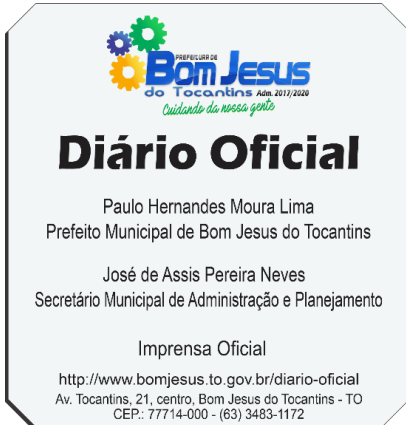 PREFEITURA DE
Bom Jesus
do Tocantins Adm. 2017/2020
Cuidando da nossa gente
Diário Oficial
Paulo Hernandes Moura Lima
Prefeito Municipal de Bom Jesus do Tocantins
José de Assis Pereira Neves
Secretário Municipal de Administração e Planejamento
Imprensa Oficial
http://www.bomjesus.to.gov.br/diario-oficial
Av. Tocantins, 21, centro, Bom Jesus do Tocantins - TO
CEP.: 77714-000 - (63) 3483-1172